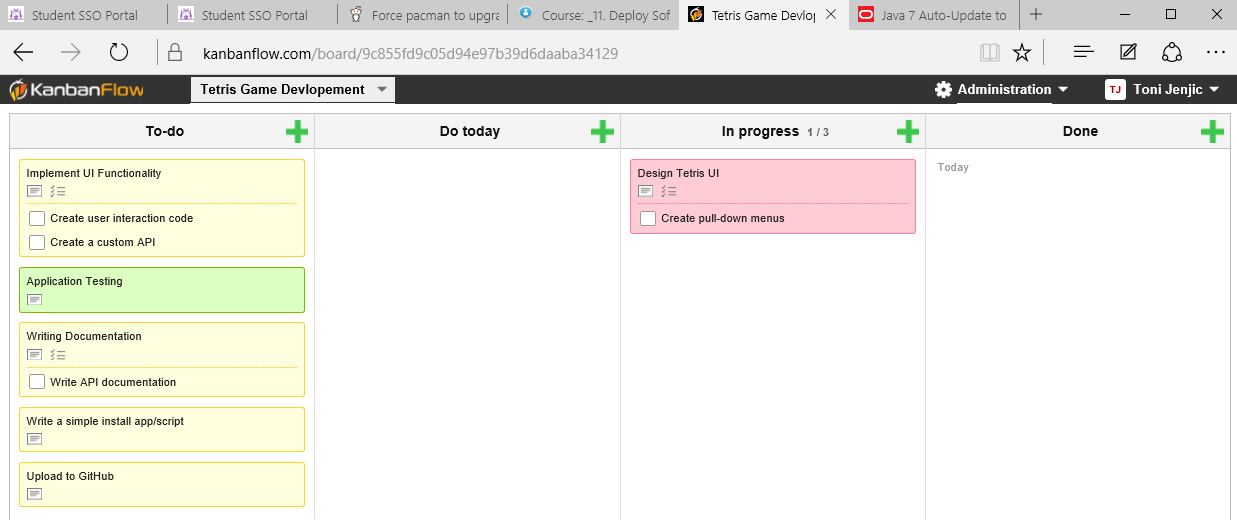 Student SSO Portal
Student SSO Portal
Force pacman to upgra
Course: _11. Deploy Sof
Tetris Game Devlop
Java 7 Auto-Update to
kanbanflow.com/board/9c855fd9c05d94e97b39d6daaba34129
KanbanFlow
Tetris Game Devlopement
Administration
TJ
Toni Jenjic
To-do
Do today
In progress 1 / 3
Done
Implement UI Functionality
Create user interaction code
Create a custom API
Application Testing
Writing Documentation
Write API documentation
Write a simple install app/script
Upload to GitHub
Design Tetris UI
Create pull-down menus
Today